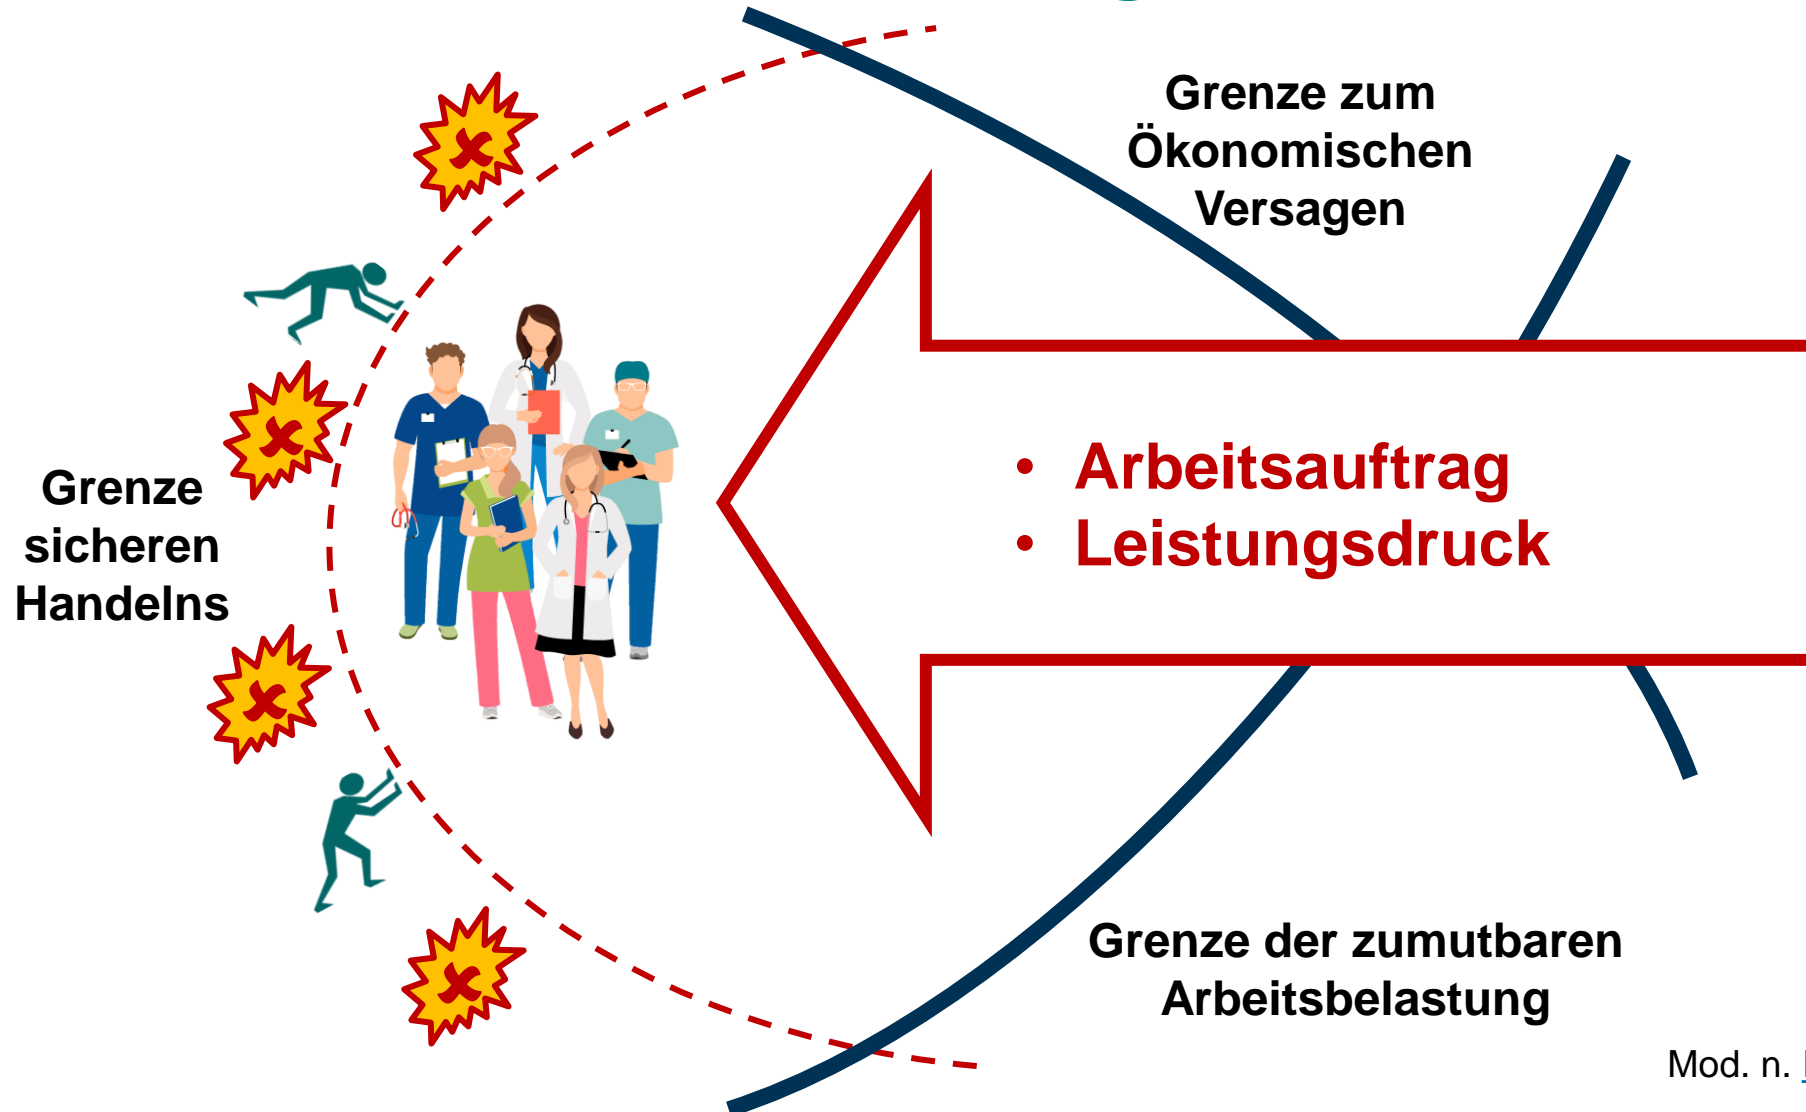 Grenze zum
Ökonomischen
Versagen
• Arbeitsauftrag
• Leistungsdruck
Grenze
sicheren
Handelns
Grenze der zumutbaren
Arbeitsbelastung
Mod. n.